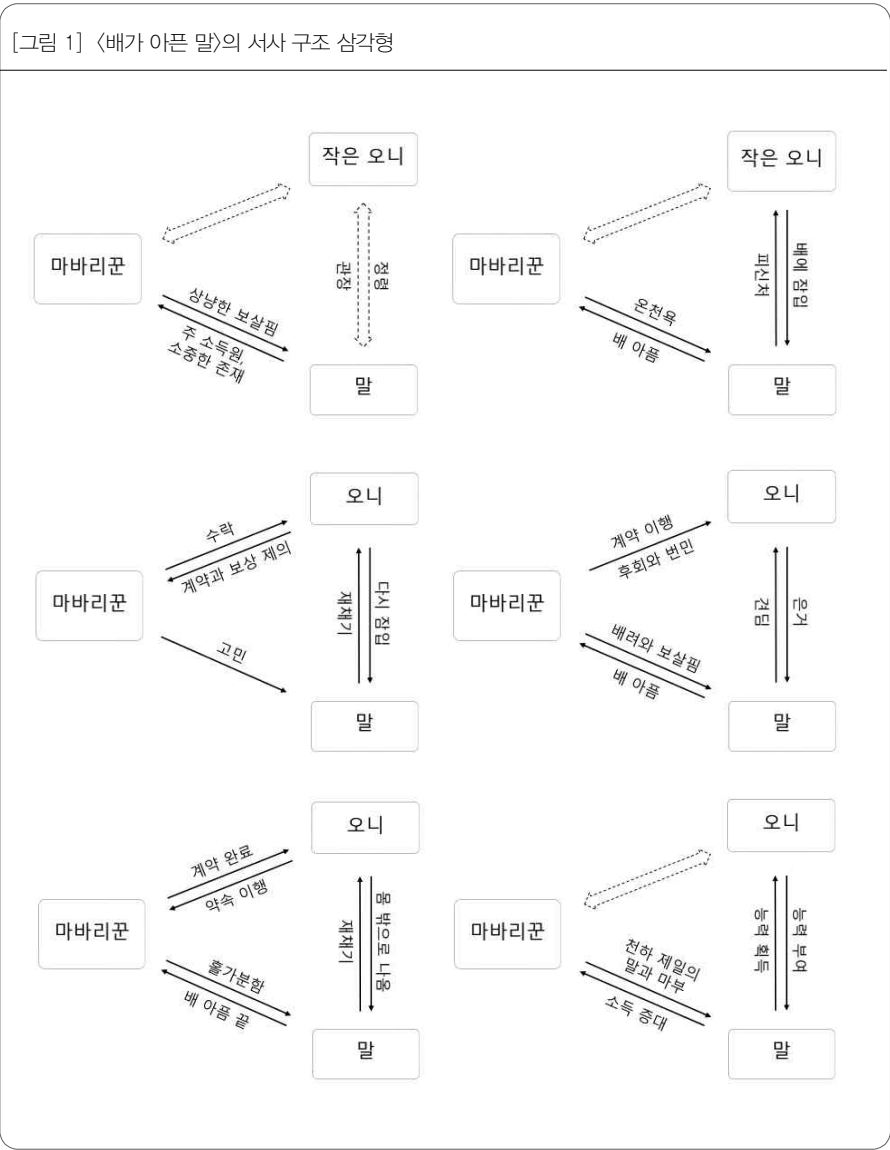 [그림 1] 〈배가 아픈 말〉의 서사 구조 삼각형
작은 오니
마바리꾼
관장
정령
상냥한 보살핌
주 소득원,
소중한 존재
말
작은 오니
마바리꾼
피신처
배에 잠입
온천욕
배 아픔
말
오니
수락
계약과 보상 제의
마바리꾼
재채기
다시 잠입
고민
말
오니
계약 이행
후회와 번민
마바리꾼
견딤
은거
배려와 보살핌
배 아픔
말
오니
계약 완료
약속 이행
마바리꾼
재채기
몸 밖으로 나옴
홀가분함
배 아픔 끝
말
오니
마바리꾼
능력 획득
능력 부여
천하 제일의
말과 마부
소득 증대
말